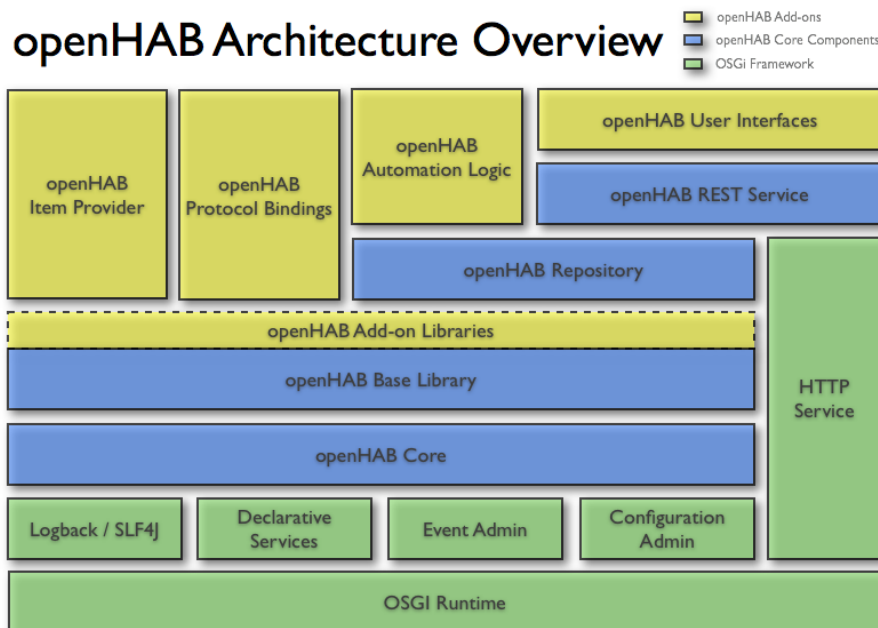 openHAB Architecture Overview
openHAB Add-ons
openHAB Core Components
OSGi Framework
openHAB
Item Provider
openHAB
Protocol Bindings
openHAB
Automation Logic
openHAB User Interfaces
openHAB REST Service
openHAB Repository
openHAB Add-on Libraries
openHAB Base Library
HTTP
Service
openHAB Core
Logback / SLF4J
Declarative
Services
Event Admin
Configuration
Admin
OSGI Runtime